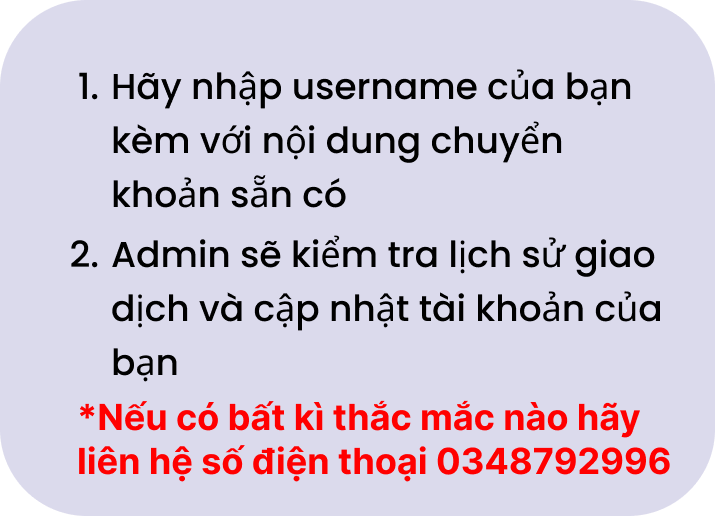 1. Hãy nhập username của bạn
kèm với nội dung chuyển
khoản sẵn có
2. Admin sẽ kiểm tra lịch sử giao
dịch và cập nhật tài khoản của
bạn
*Nếu có bất kì thắc mắc nào hãy
liên hệ số điện thoại 0348792996